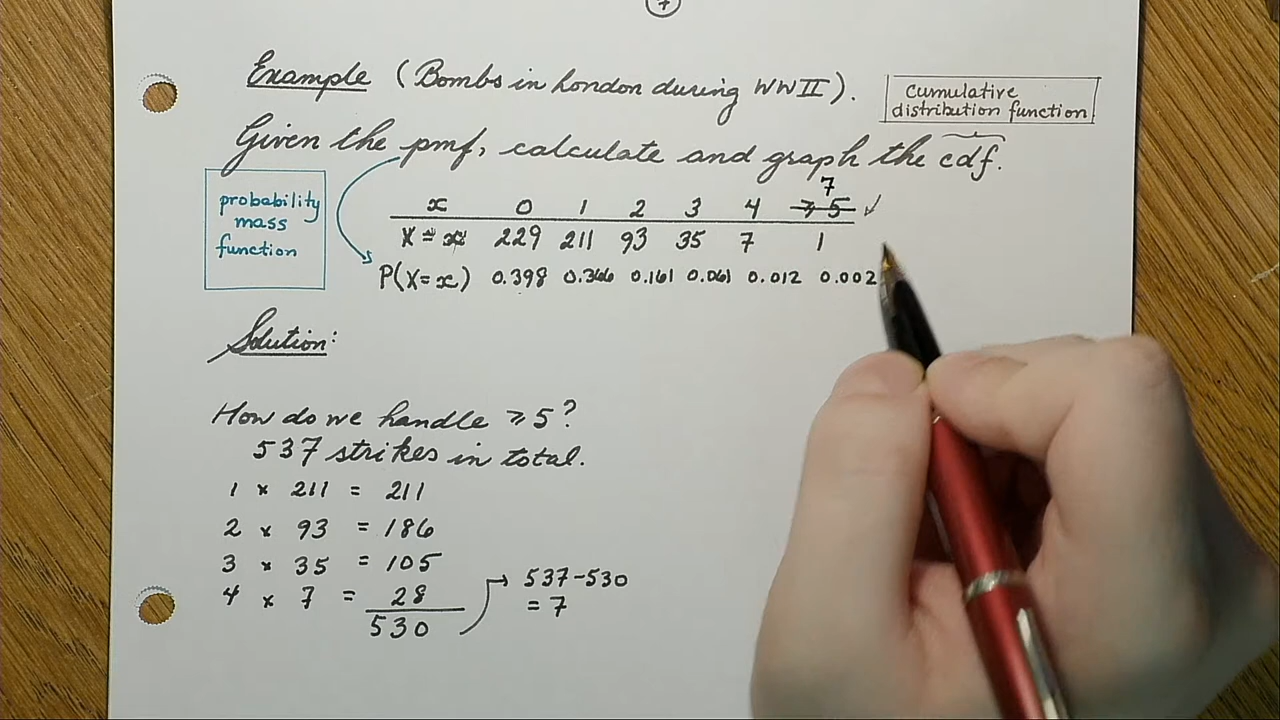 7
Example (Bombs in London during WWII).
Cumulative
distribution function
Given the pmf, calculate and graph the cdf.
probability
mass
function
7
x 0 1 2 3 4 ⩾ 5 ✓
X = x 229 211 93 35 7 1
P(X=x) 0.398 0.366 0.161 0.061 0.012 0.002
Solution:
How do we handle ⩾ 5?
537 strikes in total.
1 × 211 = 211
2 × 93 = 186
3 × 35 = 105
4 × 7 = 28
530
537-530
= 7